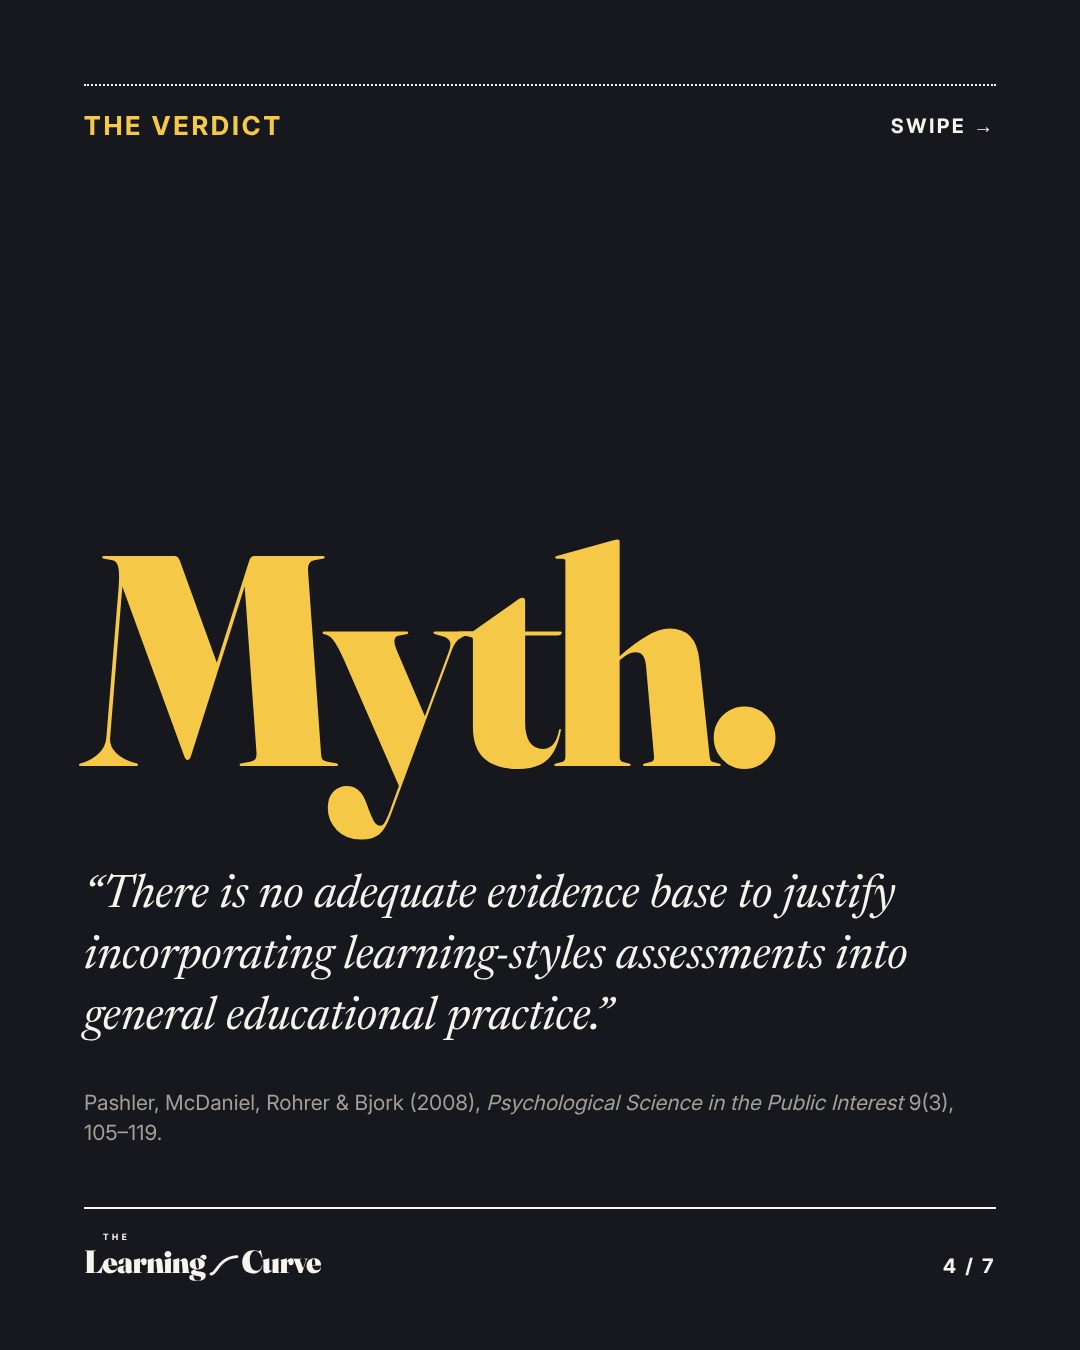 THE VERDICT
SWIPE →
Myth.
“There is no adequate evidence base to justify
incorporating learning-styles assessments into
general educational practice.”
Pashler, McDaniel, Rohrer & Bjork (2008), Psychological Science in the Public Interest 9(3),
105–119.
THE
Learning Curve
4 / 7